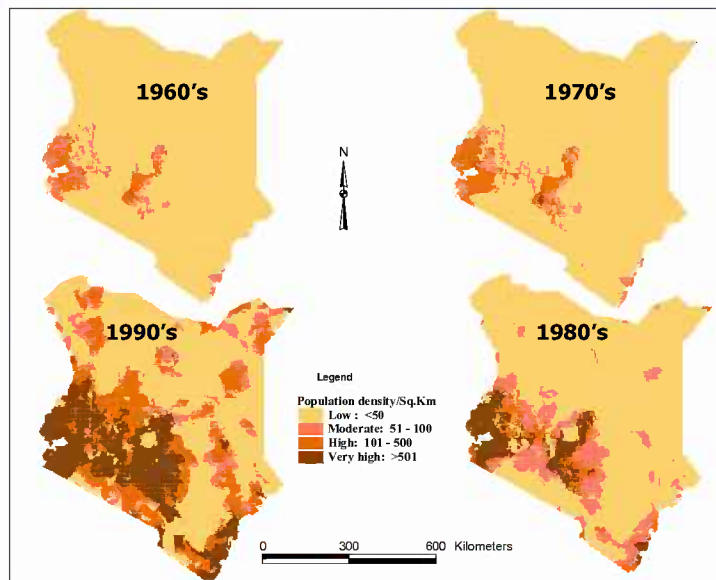 1960's
1970's
N
1990's
1980's
Legend
Population density/Sq.Km
Low : <50
Moderate: 51 - 100
High: 101 - 500
Very high: >501
0 300 600 Kilometers